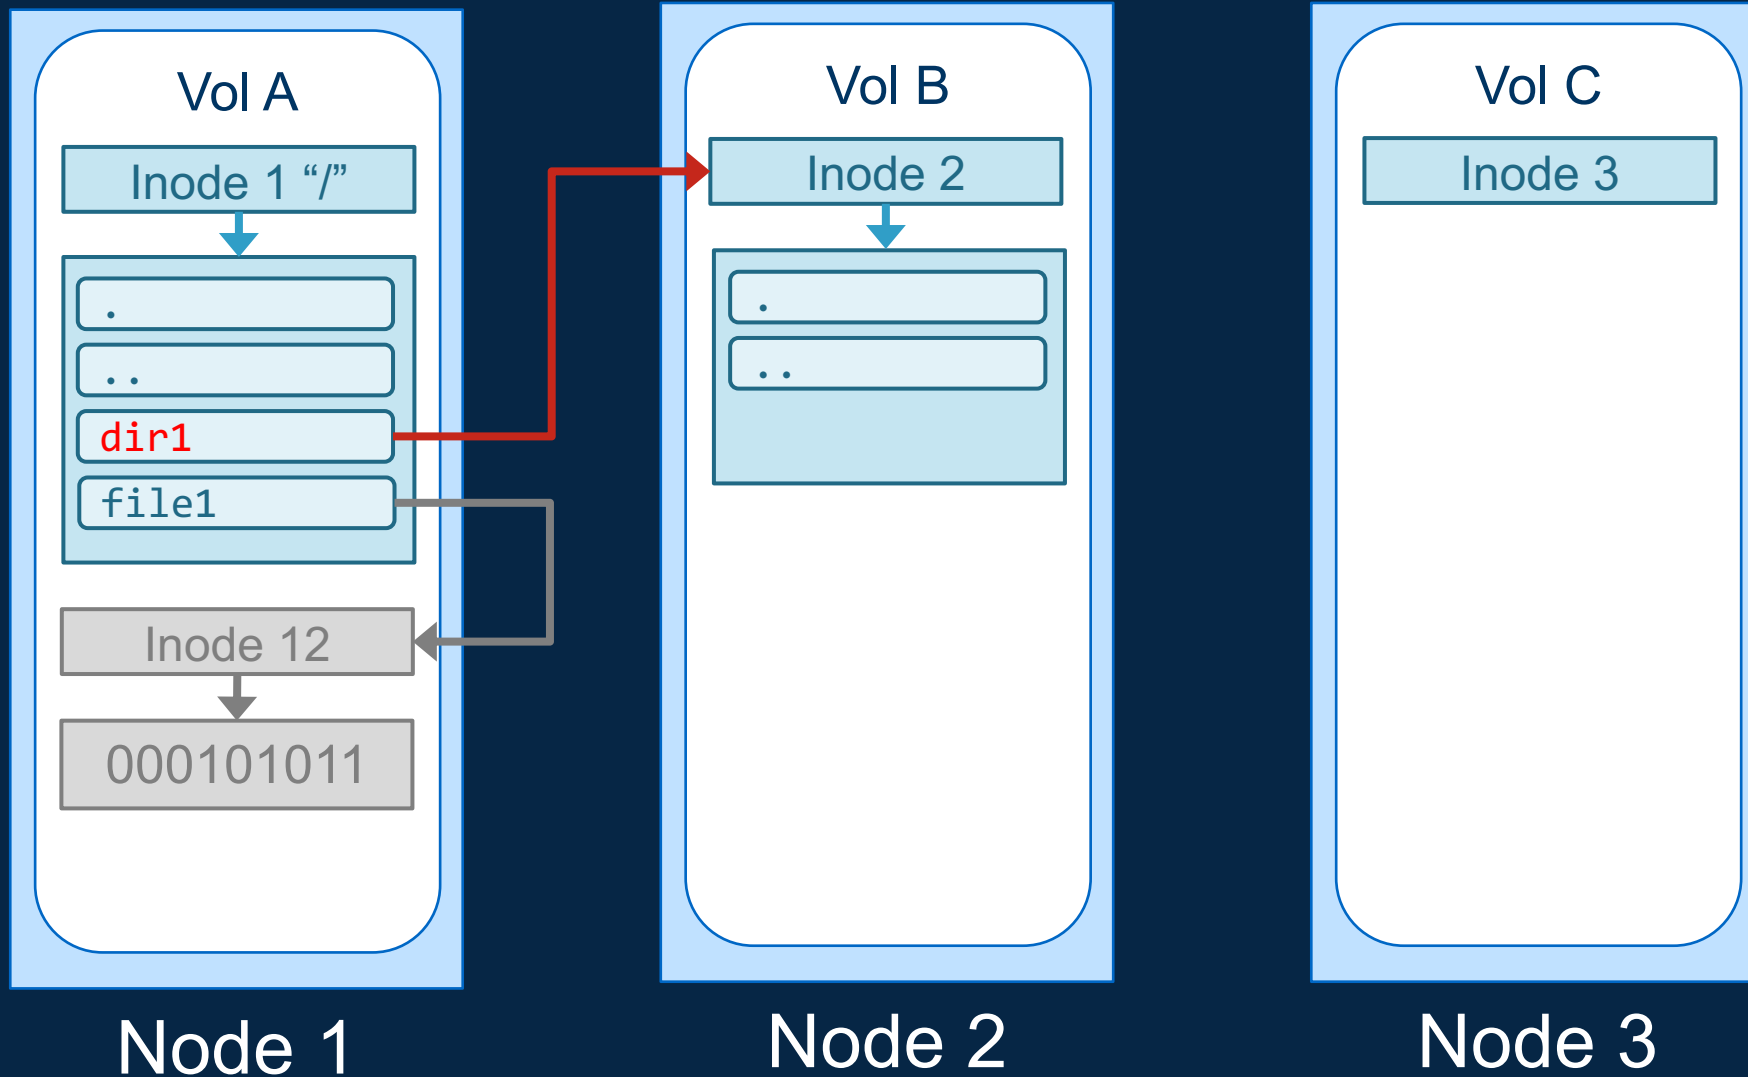 Vol A
Inode 1 “/”
.
..
dir1
file1
Inode 12
000101011
Node 1
Vol B
Inode 2
.
..
Node 2
Vol C
Inode 3
Node 3